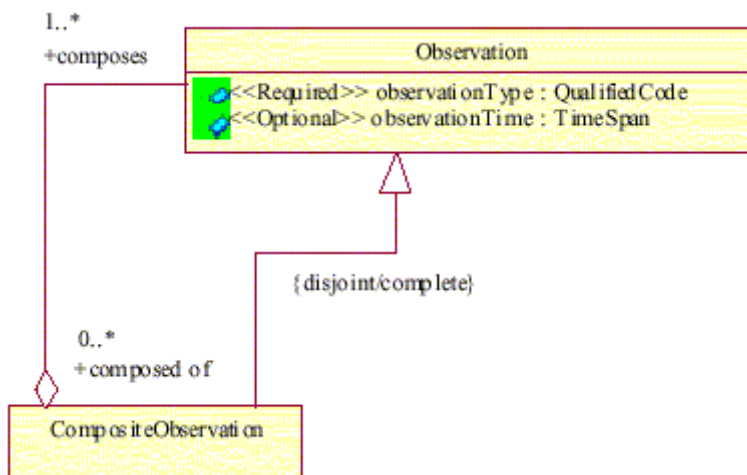 1..*
+composes
Observation
<<Required>> observationType : QualifiedCode
<<Optional>> observationTime : TimeSpan
{disjoint/complete}
0..*
+composed of
CompositeObservation